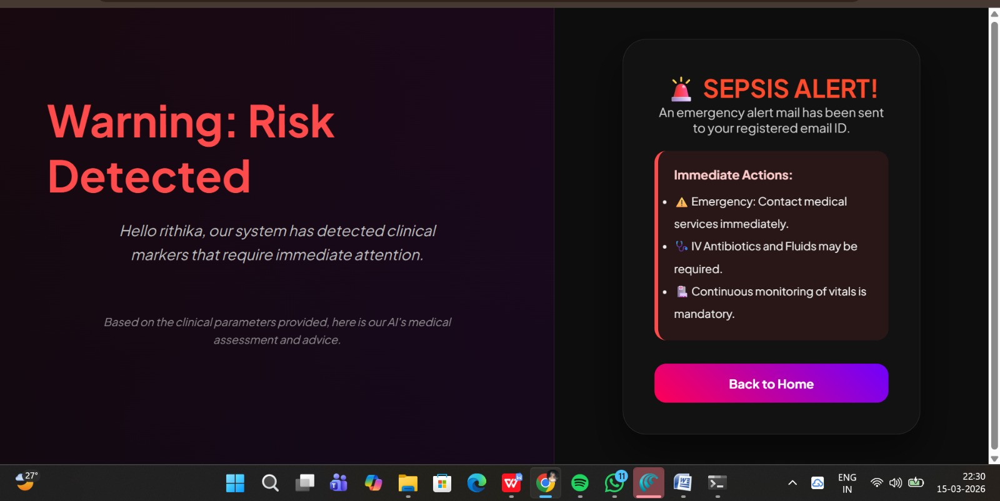 Warning: Risk
Detected
Hello rithika, our system has detected clinical
markers that require immediate attention.
Based on the clinical parameters provided, here is our AI's medical
assessment and advice.
SEPSIS ALERT!
An emergency alert mail has been sent
to your registered email ID.
Immediate Actions:
Emergency: Contact medical
services immediately.
IV Antibiotics and Fluids may be
required.
Continuous monitoring of vitals is
mandatory.
Back to Home
27°
11
ENG
IN
22:30
15-03-2026